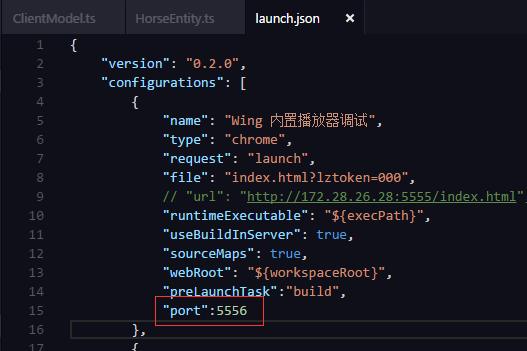 ClientModel.ts HorseEntity.ts launch.json ×
1 {
2 "version": "0.2.0",
3 "configurations": [
4 {
5 "name": "Wing 内置播放器调试",
6 "type": "chrome",
7 "request": "launch",
8 "file": "index.html?lztoken=000",
9 // "url": "http://172.28.26.28:5555/index.html"
10 "runtimeExecutable": "${execPath}",
11 "useBuildInServer": true,
12 "sourceMaps": true,
13 "webRoot": "${workspaceRoot}",
14 "preLaunchTask":"build",
15 "port":5556
16 },
17 {